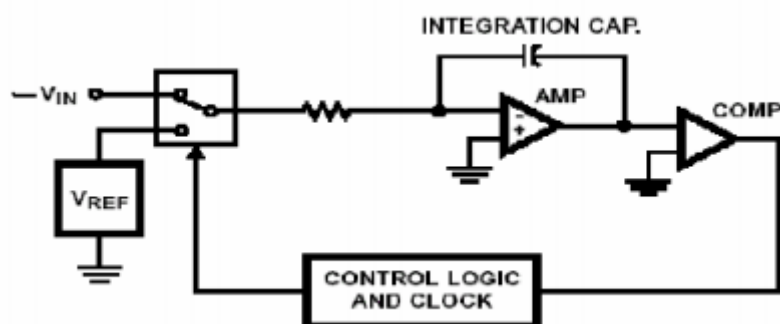 INTEGRATION CAP.
−VIN
AMP
−
+
COMP
VREF
CONTROL LOGIC
AND CLOCK